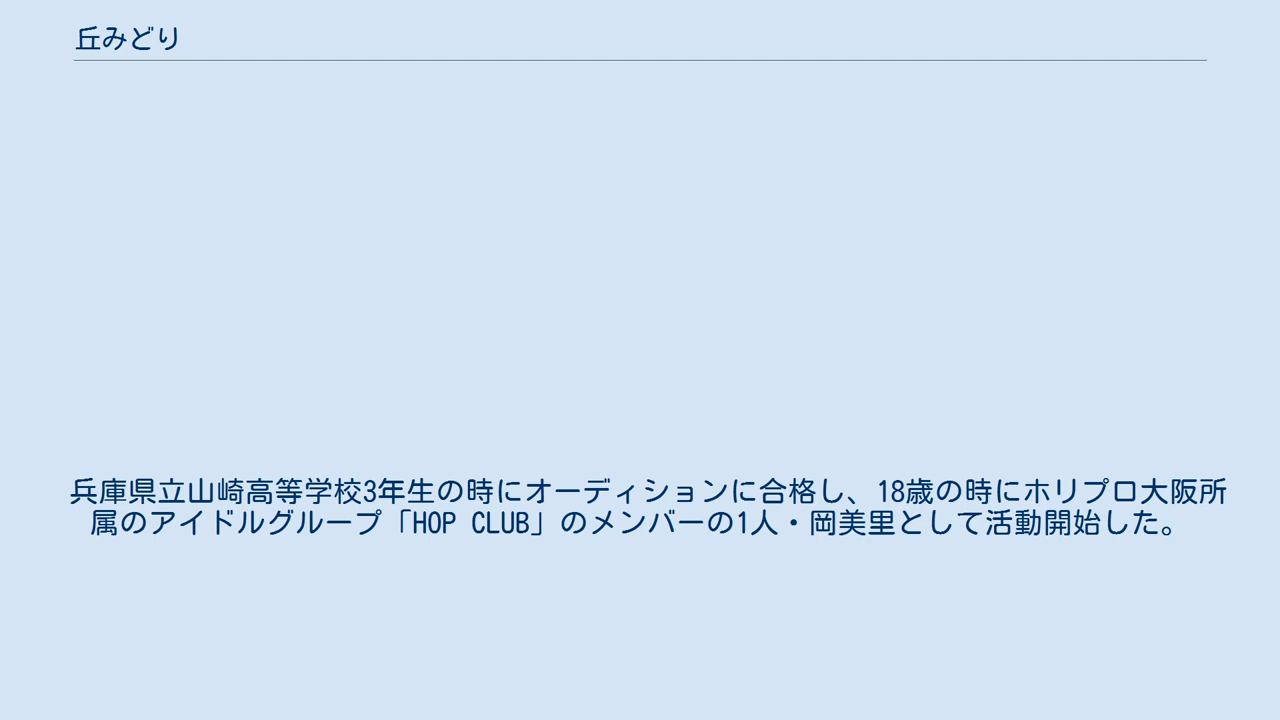 丘みどり
兵庫県立山崎高等学校3年生の時にオーディションに合格し、18歳の時にホリプロ大阪所
属のアイドルグループ「HOP CLUB」のメンバーの1人・岡美里として活動開始した。